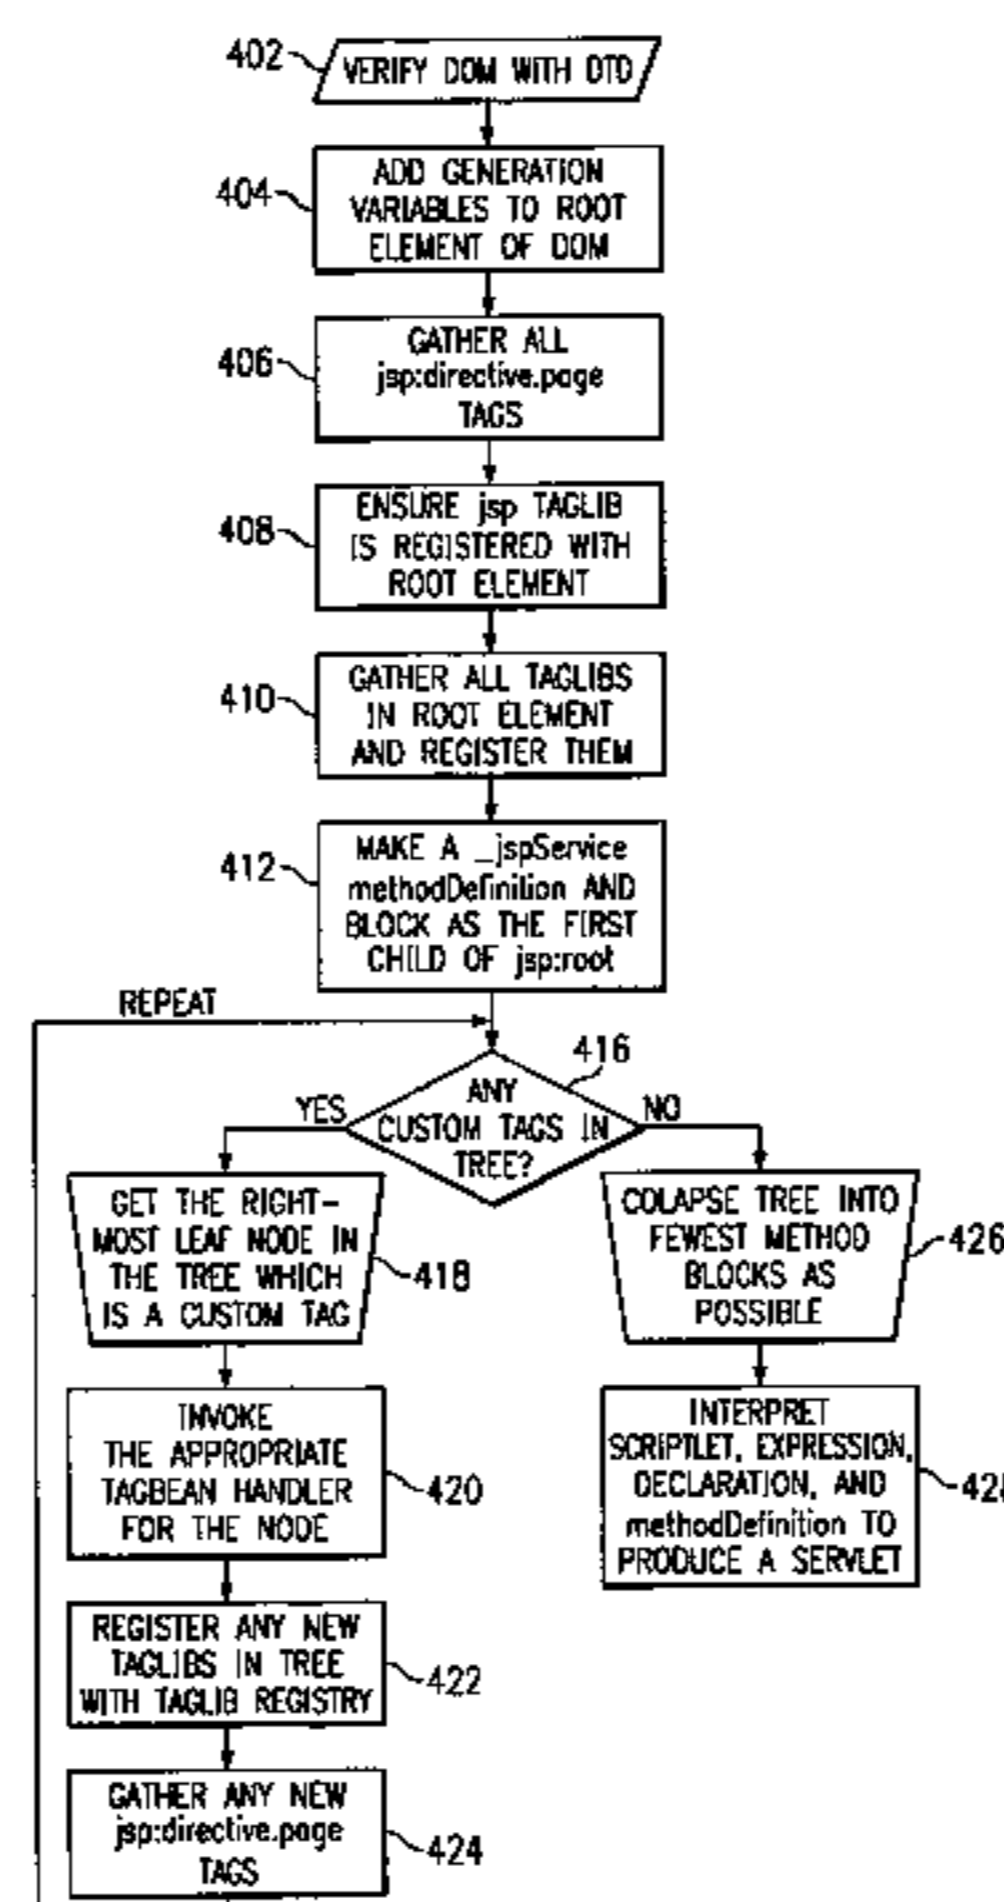 402
VERIFY DOM WITH DTD
404
ADD GENERATION
VARIABLES TO ROOT
ELEMENT OF DOM
406
GATHER ALL
jsp:directive.page
TAGS
408
ENSURE jsp TAGLIB
IS REGISTERED WITH
ROOT ELEMENT
410
GATHER ALL TAGLIBS
IN ROOT ELEMENT
AND REGISTER THEM
412
MAKE A _jspService
methodDefinition AND
BLOCK AS THE FIRST
CHILD OF jsp:root
REPEAT
416
ANY
CUSTOM TAGS IN
TREE?
YES
NO
GET THE RIGHT-
MOST LEAF NODE IN
THE TREE WHICH
IS A CUSTOM TAG
418
COLAPSE TREE INTO
FEWEST METHOD
BLOCKS AS
POSSIBLE
426
INVOKE
THE APPROPRIATE
TAGBEAN HANDLER
FOR THE NODE
420
INTERPRET
SCRIPTLET, EXPRESSION,
DECLARATION, AND
methodDefinition TO
PRODUCE A SERVLET
REGISTER ANY NEW
TAGLIBS IN TREE
WITH TAGLIB REGISTRY
422
GATHER ANY NEW
jsp:directive.page
TAGS
424